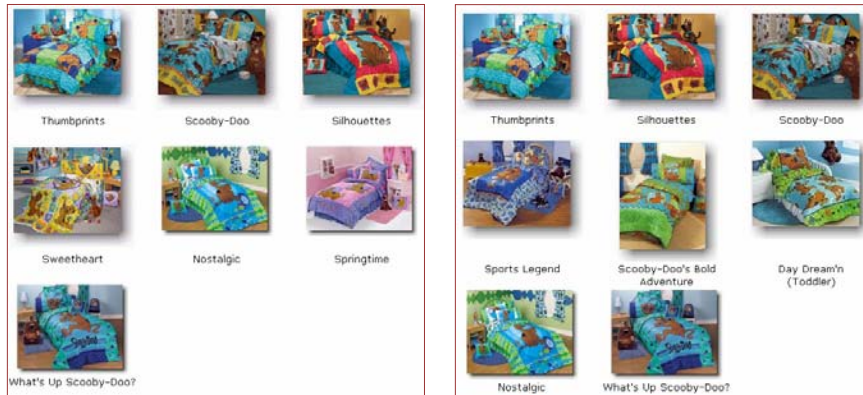 Thumbprints
Scooby-Doo
Silhouettes
Sweetheart
Nostalgic
Springtime
What's Up Scooby-Doo?
Thumbprints
Silhouettes
Scooby-Doo
Sports Legend
Scooby-Doo's Bold
Adventure
Day Dream'n
(Toddler)
Nostalgic
What's Up Scooby-Doo?